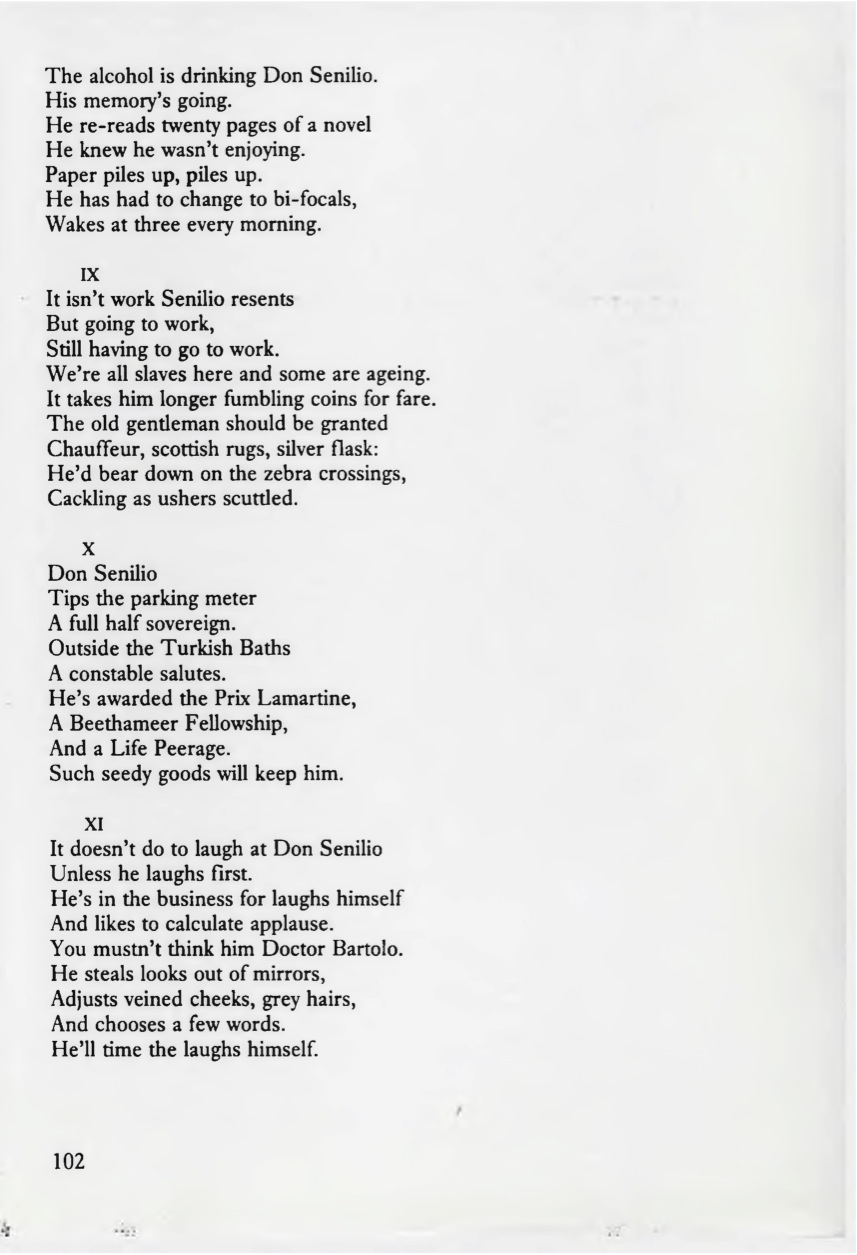 The alcohol is drinking Don Senilio.
His memory's going.
He re-reads twenty pages of a novel
He knew he wasn't enjoying.
Paper piles up, piles up.
He has had to change to bi-focals,
Wakes at three every morning.
IX
It isn't work Senilio resents
But going to work,
Still having to go to work.
We're all slaves here and some are ageing.
It takes him longer fumbling coins for fare.
The old gentleman should be granted
Chauffeur, scottish rugs, silver flask:
He'd bear down on the zebra crossings,
Cackling as ushers scuttled.
X
Don Senilio
Tips the parking meter
A full half sovereign.
Outside the Turkish Baths
A constable salutes.
He's awarded the Prix Lamartine,
A Beethameer Fellowship,
And a Life Peerage.
Such seedy goods will keep him.
XI
It doesn't do to laugh at Don Senilio
Unless he laughs first.
He's in the business for laughs himself
And likes to calculate applause.
You mustn't think him Doctor Bartolo.
He steals looks out of mirrors,
Adjusts veined cheeks, grey hairs,
And chooses a few words.
He'll time the laughs himself.
102